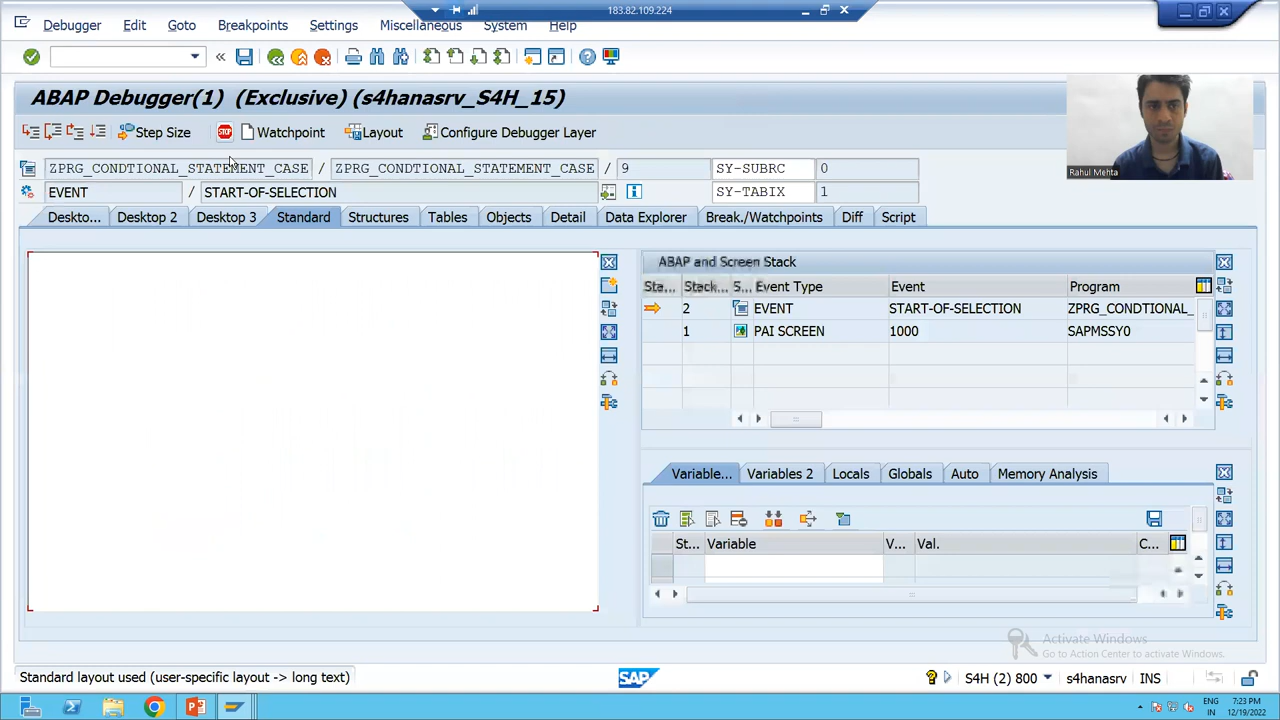 183.82.109.224
Debugger Edit Goto Breakpoints Settings Miscellaneous System Help
ABAP Debugger(1) (Exclusive) (s4hanasrv_S4H_15)
Step Size STOP Watchpoint Layout Configure Debugger Layer
Rahul Mehta
ZPRG_CONDTIONAL_STATEMENT_CASE / ZPRG_CONDTIONAL_STATEMENT_CASE / 9 SY-SUBRC 0
EVENT / START-OF-SELECTION SY-TABIX 1
Deskto... Desktop 2 Desktop 3 Standard Structures Tables Objects Detail Data Explorer Break./Watchpoints Diff Script
ABAP and Screen Stack
Sta... Stack... S... Event Type Event Program
2 EVENT START-OF-SELECTION ZPRG_CONDTIONAL_
1 PAI SCREEN 1000 SAPMSSY0
Variable... Variables 2 Locals Globals Auto Memory Analysis
St... Variable V... Val. C...
Activate Windows
Go to Action Center to activate Windows.
Standard layout used (user-specific layout -> long text) SAP S4H (2) 800 s4hanasrv INS
ENG 7:23 PM
IN 12/19/2022